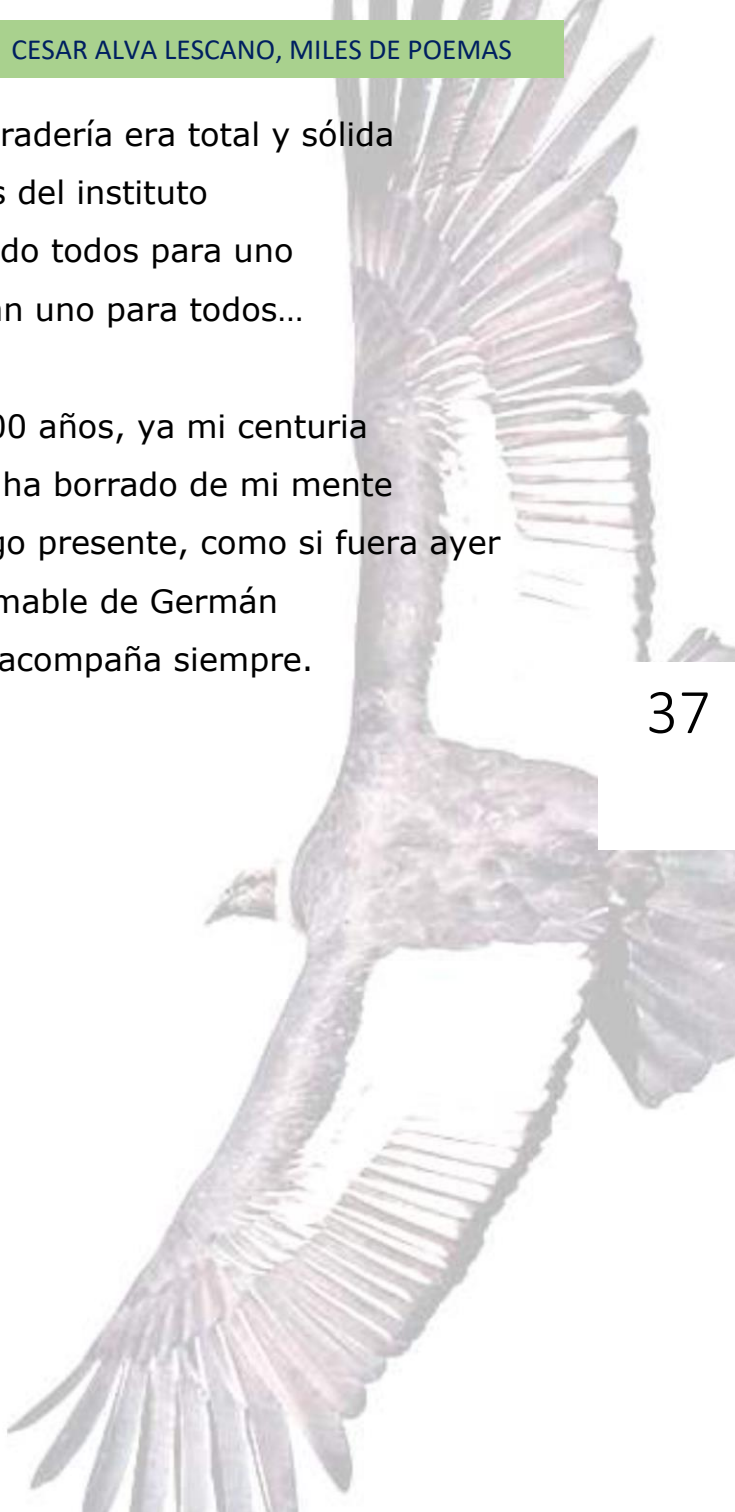 CESAR ALVA LESCANO, MILES DE POEMAS
radería era total y sólida
s del instituto
do todos para uno
an uno para todos…
00 años, ya mi centuria
ha borrado de mi mente
go presente, como si fuera ayer
mable de Germán
acompaña siempre.
37